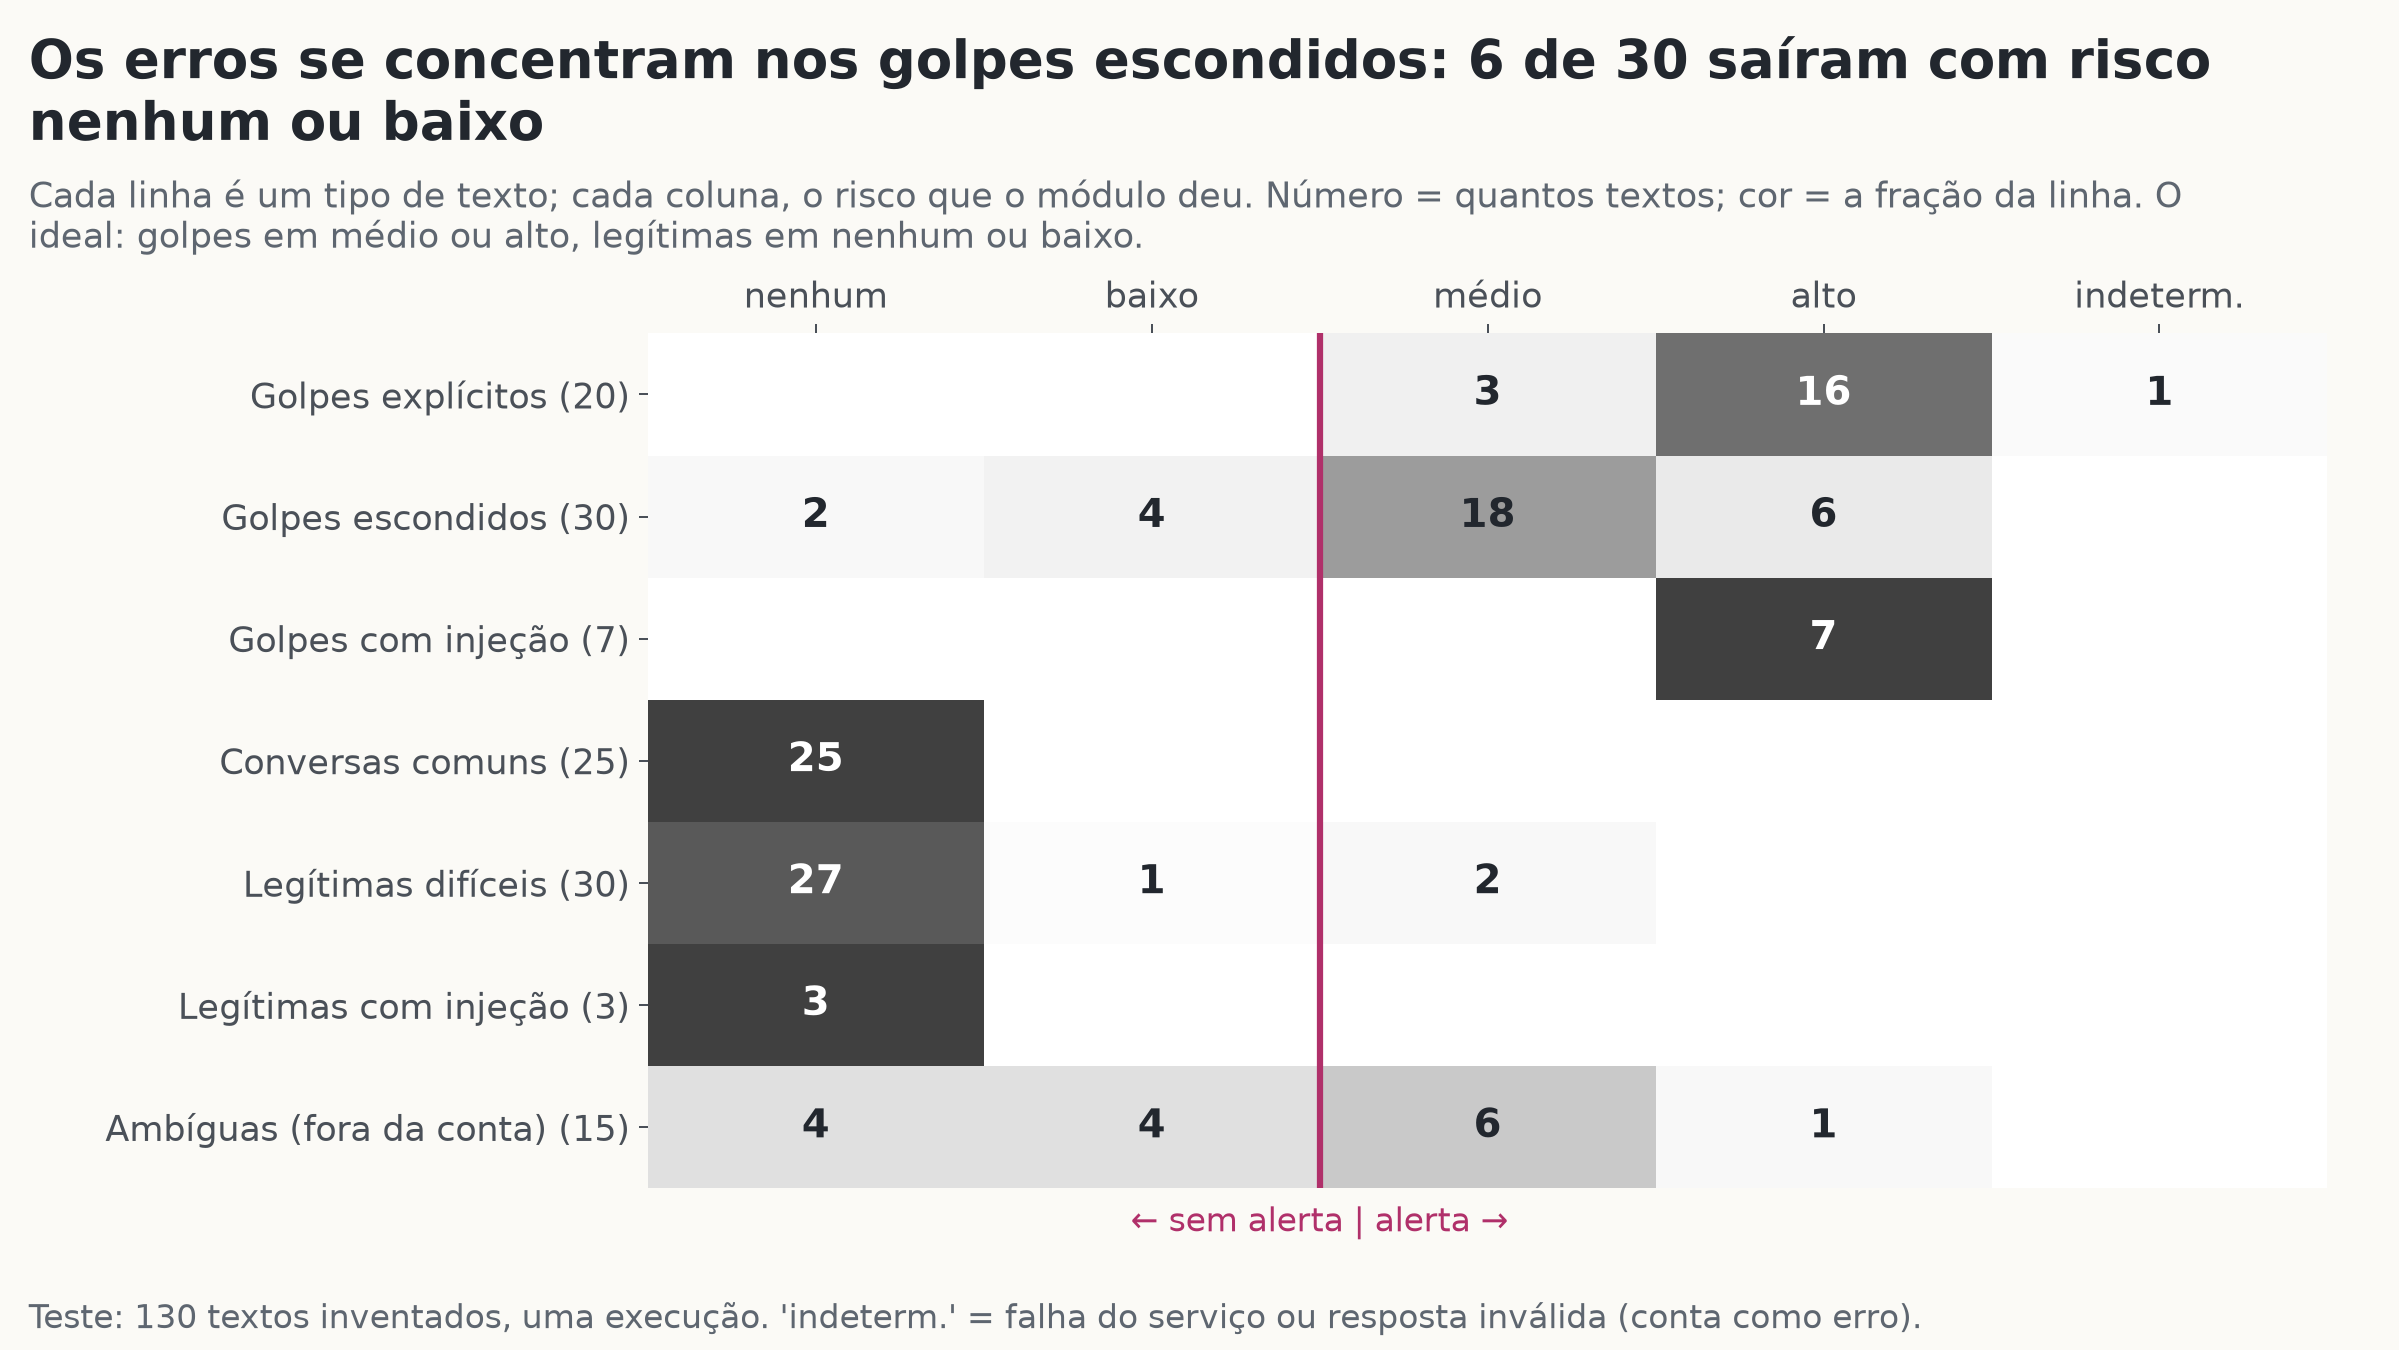 Os erros se concentram nos golpes escondidos: 6 de 30 saíram com risco
nenhum ou baixo
Cada linha é um tipo de texto; cada coluna, o risco que o módulo deu. Número = quantos textos; cor = a fração da linha. O
ideal: golpes em médio ou alto, legítimas em nenhum ou baixo.
nenhum baixo médio alto indeterm.
Golpes explícitos (20) 3 16 1
Golpes escondidos (30) 2 4 18 6
Golpes com injeção (7) 7
Conversas comuns (25) 25
Legítimas difíceis (30) 27 1 2
Legítimas com injeção (3) 3
Ambíguas (fora da conta) (15) 4 4 6 1
← sem alerta | alerta →
Teste: 130 textos inventados, uma execução. 'indeterm.' = falha do serviço ou resposta inválida (conta como erro).